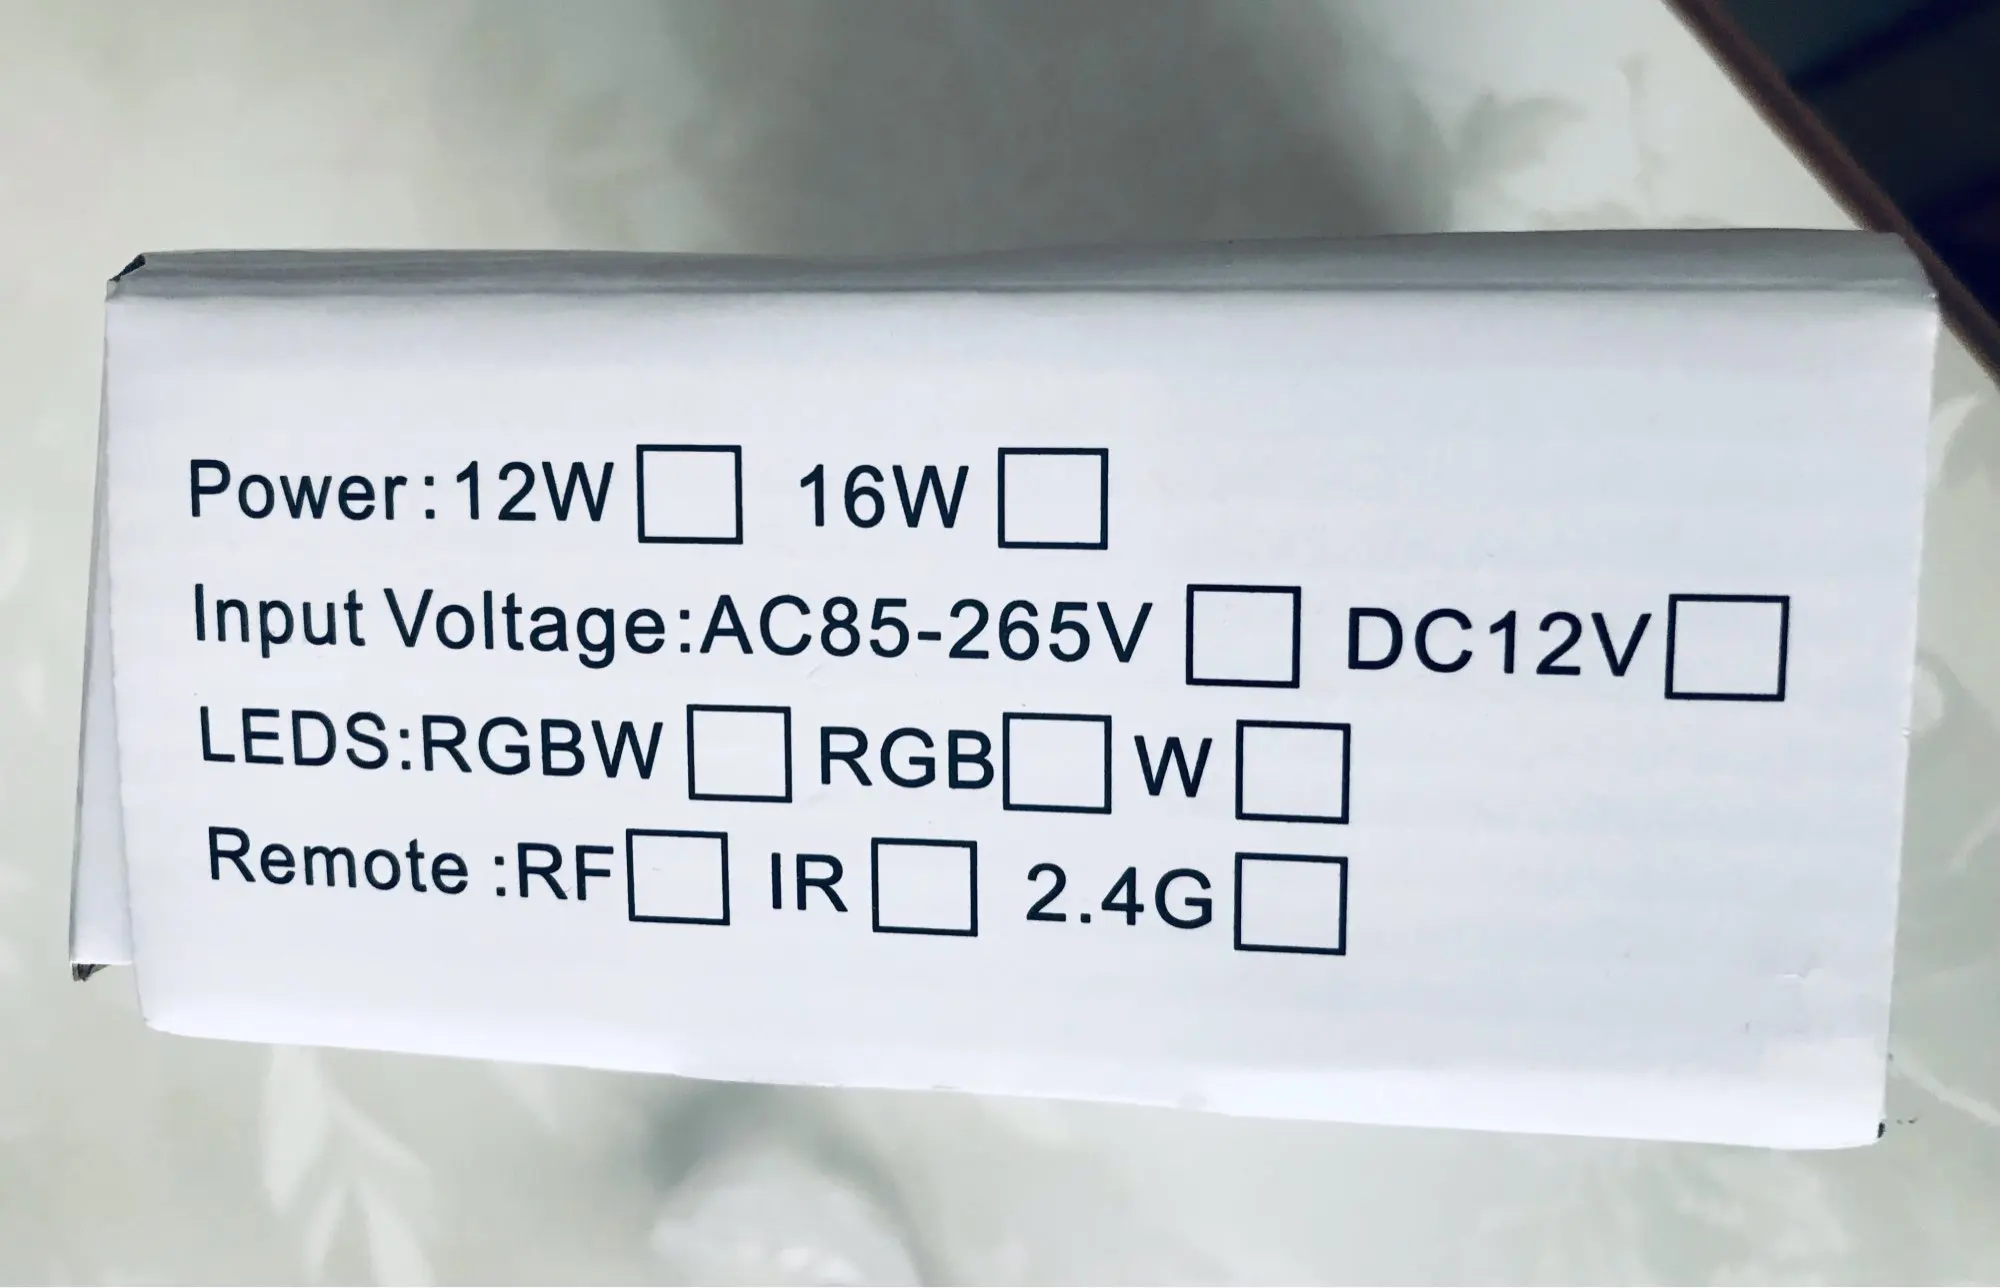 Power:12W □ 16W □
Input Voltage:AC85-265V □ DC12V □
LEDS:RGBW □ RGB □ W □
Remote :RF □ IR □ 2.4G □